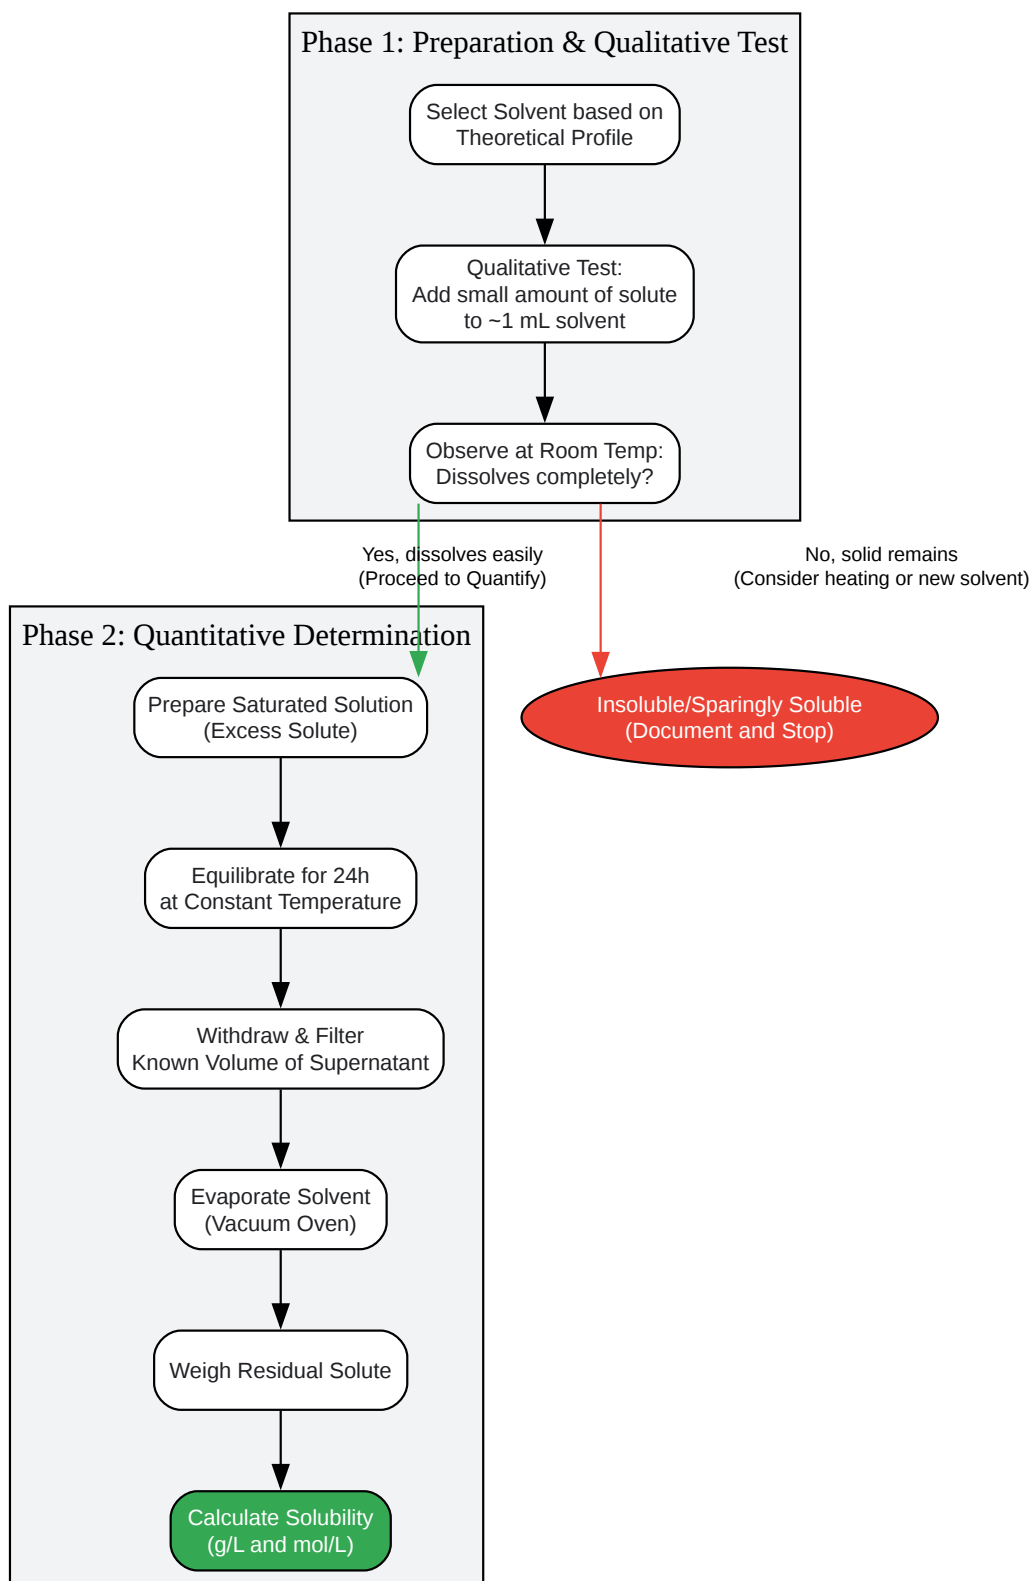 Phase 1: Preparation & Qualitative Test
Select Solvent based on
Theoretical Profile
Qualitative Test:
Add small amount of solute
to ~1 mL solvent
Observe at Room Temp:
Dissolves completely?
Yes, dissolves easily
(Proceed to Quantify)
No, solid remains
(Consider heating or new solvent)
Phase 2: Quantitative Determination
Prepare Saturated Solution
(Excess Solute)
Insoluble/Sparingly Soluble
(Document and Stop)
Equilibrate for 24h
at Constant Temperature
Withdraw & Filter
Known Volume of Supernatant
Evaporate Solvent
(Vacuum Oven)
Weigh Residual Solute
Calculate Solubility
(g/L and mol/L)